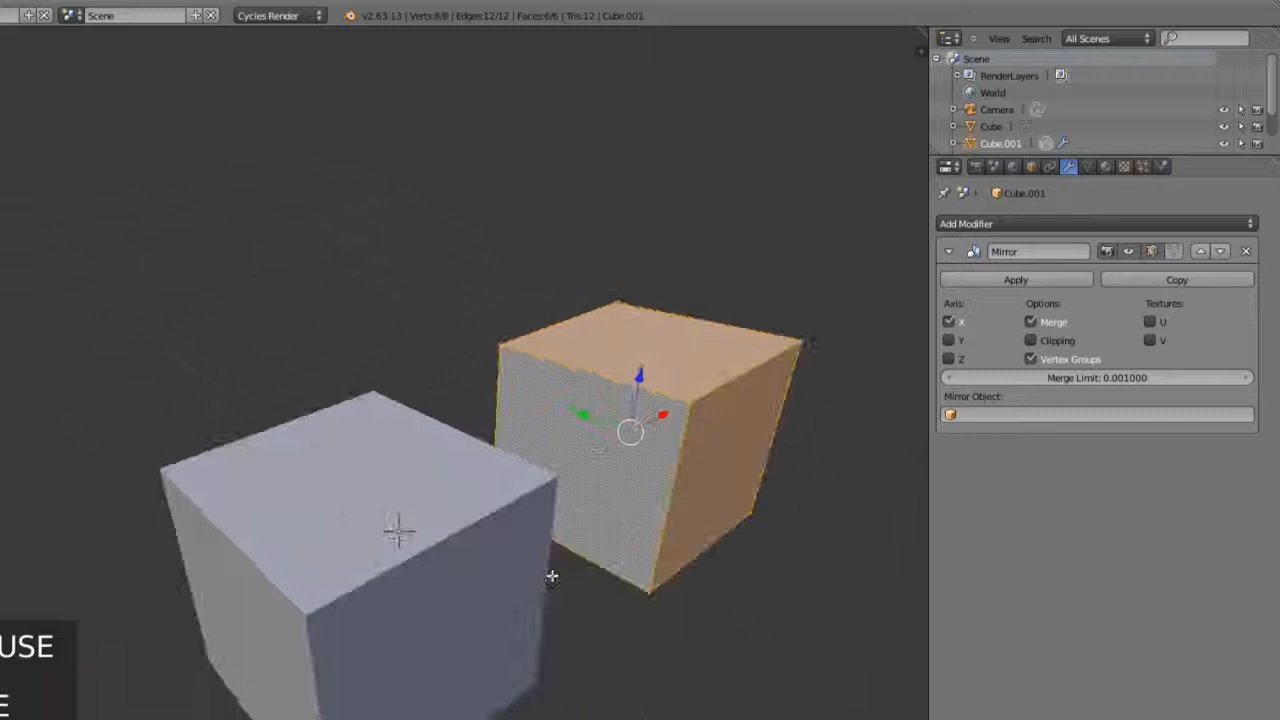 Scene
Cycles Render
v2.63.13 | Verts:8/8 | Edges:12/12 | Faces:6/6 | Tris:12 | Cube.001
View Search All Scenes
Scene
RenderLayers |
World
Camera |
Cube |
Cube.001 |
Cube.001
Add Modifier
Mirror
Apply Copy
Axis: Options: Textures:
X Merge U
Y Clipping V
Z Vertex Groups
Merge Limit: 0.001000
Mirror Object:
USE
E